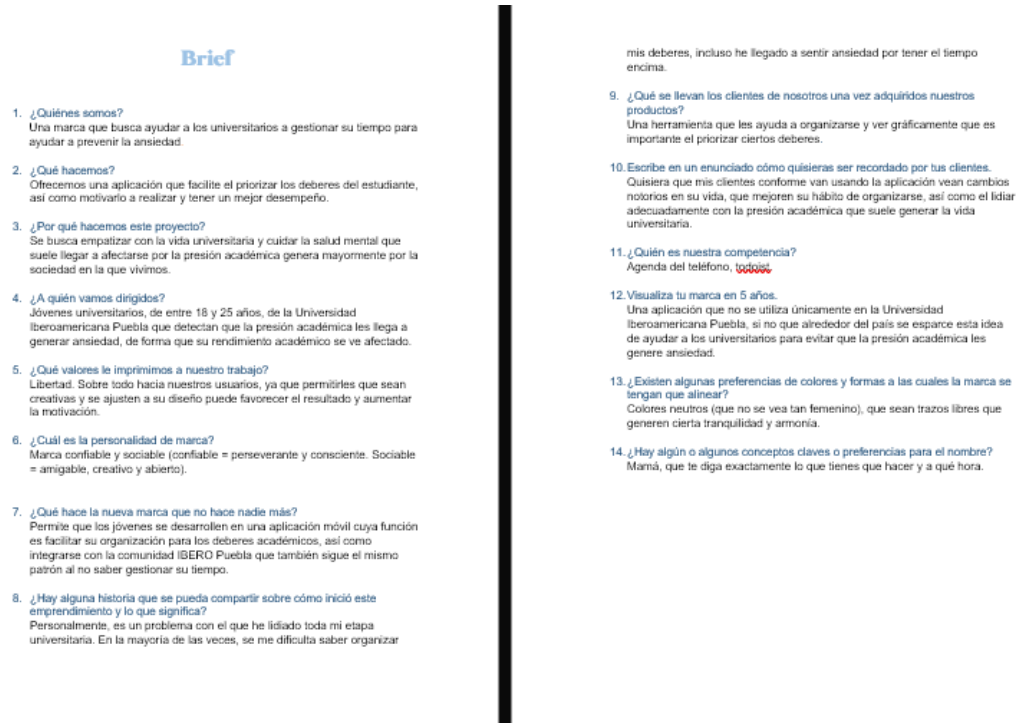 Brief
1. ¿Quiénes somos?
Una marca que busca ayudar a los universitarios a gestionar su tiempo para
ayudar a prevenir la ansiedad.
2. ¿Qué hacemos?
Ofrecemos una aplicación que facilite el priorizar los deberes del estudiante,
así como motivarlo a realizar y tener un mejor desempeño.
3. ¿Por qué hacemos este proyecto?
Se busca empatizar con la vida universitaria y cuidar la salud mental que
suele llegar a afectarse por la presión académica genera mayormente por la
sociedad en la que vivimos.
4. ¿A quién vamos dirigidos?
Jóvenes universitarios, de entre 18 y 25 años, de la Universidad
Iberoamericana Puebla que detectan que la presión académica les llega a
generar ansiedad, de forma que su rendimiento académico se ve afectado.
5. ¿Qué valores le imprimimos a nuestro trabajo?
Libertad. Sobre todo hacia nuestros usuarios, ya que permitirles que sean
creativas y se ajusten a su diseño puede favorecer el resultado y aumentar
la motivación.
6. ¿Cuál es la personalidad de marca?
Marca confiable y sociable (confiable = perseverante y consciente. Sociable
= amigable, creativo y abierto).
7. ¿Qué hace la nueva marca que no hace nadie más?
Permite que los jóvenes se desarrollen en una aplicación móvil cuya función
es facilitar su organización para los deberes académicos, así como
integrarse con la comunidad IBERO Puebla que también sigue el mismo
patrón al no saber gestionar su tiempo.
8. ¿Hay alguna historia que se pueda compartir sobre cómo inició este
emprendimiento y lo que significa?
Personalmente, es un problema con el que he lidiado toda mi etapa
universitaria. En la mayoría de las veces, se me dificulta saber organizar
mis deberes, incluso he llegado a sentir ansiedad por tener el tiempo
encima.
9. ¿Qué se llevan los clientes de nosotros una vez adquiridos nuestros
productos?
Una herramienta que les ayuda a organizarse y ver gráficamente que es
importante el priorizar ciertos deberes.
10. Escribe en un enunciado cómo quisieras ser recordado por tus clientes.
Quisiera que mis clientes conforme van usando la aplicación vean cambios
notorios en su vida, que mejoren su hábito de organizarse, así como el lidiar
adecuadamente con la presión académica que suele generar la vida
universitaria.
11. ¿Quién es nuestra competencia?
Agenda del teléfono, todoist.
12. Visualiza tu marca en 5 años.
Una aplicación que no se utiliza únicamente en la Universidad
Iberoamericana Puebla, si no que alrededor del país se esparce esta idea
de ayudar a los universitarios para evitar que la presión académica les
genere ansiedad.
13. ¿Existen algunas preferencias de colores y formas a las cuales la marca se
tengan que alinear?
Colores neutros (que no se vea tan femenino), que sean trazos libres que
generen cierta tranquilidad y armonía.
14. ¿Hay algún o algunos conceptos claves o preferencias para el nombre?
Mamá, que te diga exactamente lo que tienes que hacer y a qué hora.